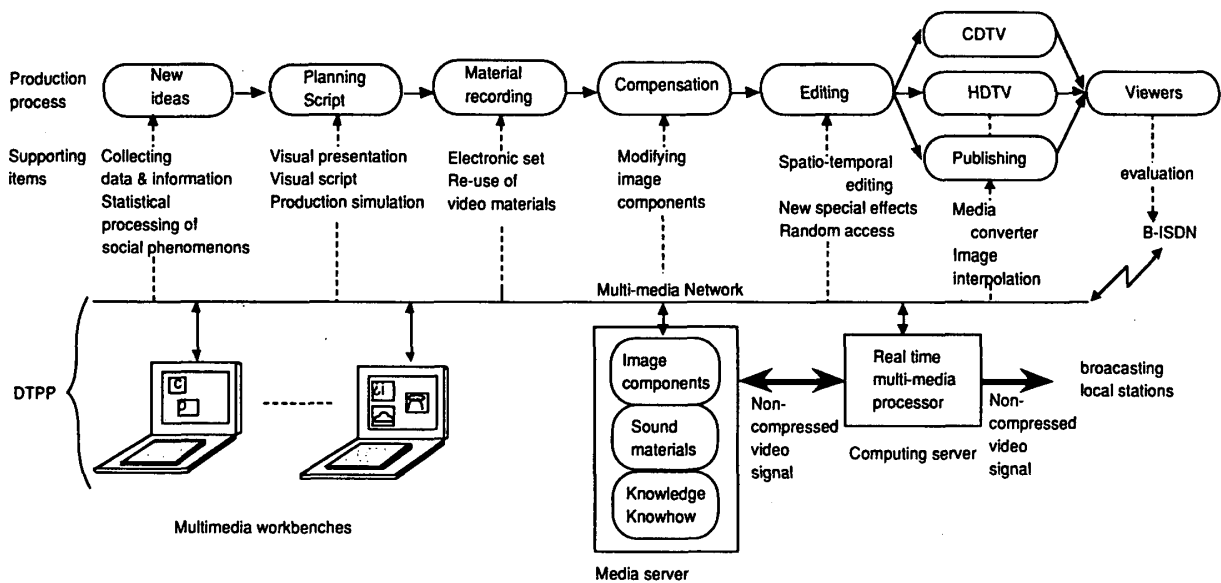 Production
process
New
ideas
Planning
Script
Material
recording
Compensation
Editing
CDTV
HDTV
Publishing
Viewers
Supporting
items
Collecting
data & information
Statistical
processing of
social phenomenons
Visual presentation
Visual script
Production simulation
Electronic set
Re-use of
video materials
Modifying
image
components
Spatio-temporal
editing
New special effects
Random access
Media
converter
Image
interpolation
evaluation
B-ISDN
Multi-media Network
DTPP
C
Multimedia workbenches
Image
components
Sound
materials
Knowledge
Knowhow
Media server
Non-
compressed
video
signal
Real time
multi-media
processor
Computing server
Non-
compressed
video
signal
broacasting
local stations